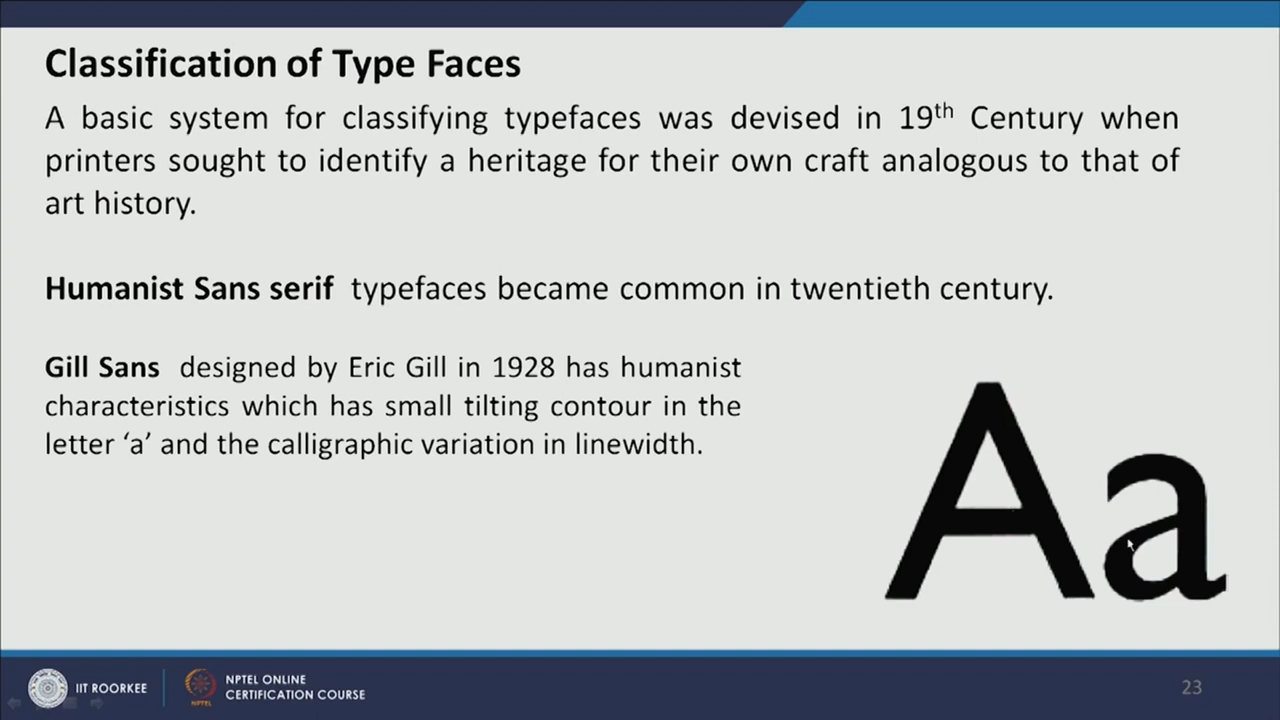 Classification of Type Faces
A basic system for classifying typefaces was devised in 19th Century when
printers sought to identify a heritage for their own craft analogous to that of
art history.
Humanist Sans serif typefaces became common in twentieth century.
Gill Sans designed by Eric Gill in 1928 has humanist
characteristics which has small tilting contour in the
letter ‘a’ and the calligraphic variation in linewidth.
Aa
IIT ROORKEE
NPTEL
NPTEL ONLINE
CERTIFICATION COURSE
23